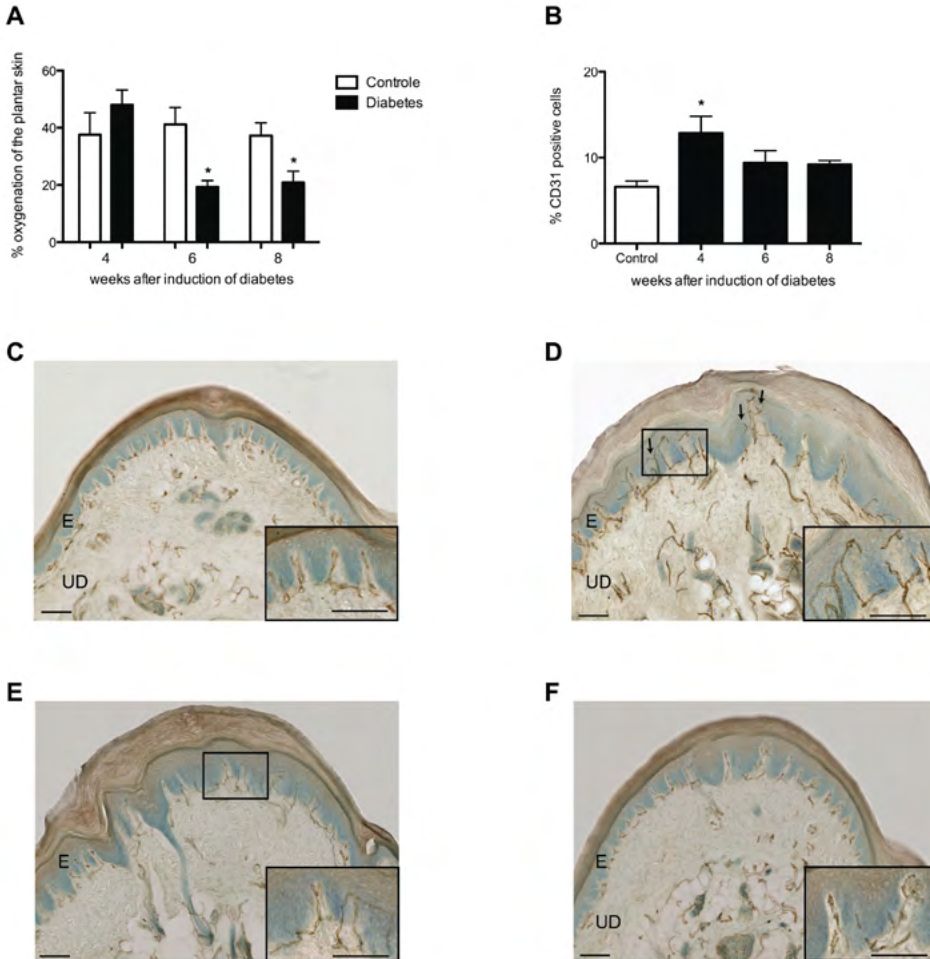 A
% oxygenation of the plantar skin
60
40
20
0
4
6
8
*
*
weeks after induction of diabetes
Controle
Diabetes
B
% CD31 positive cells
20
10
0
*
Control
4
6
8
weeks after induction of diabetes
C
E
UD
D
E
UD
E
E
F
E
UD